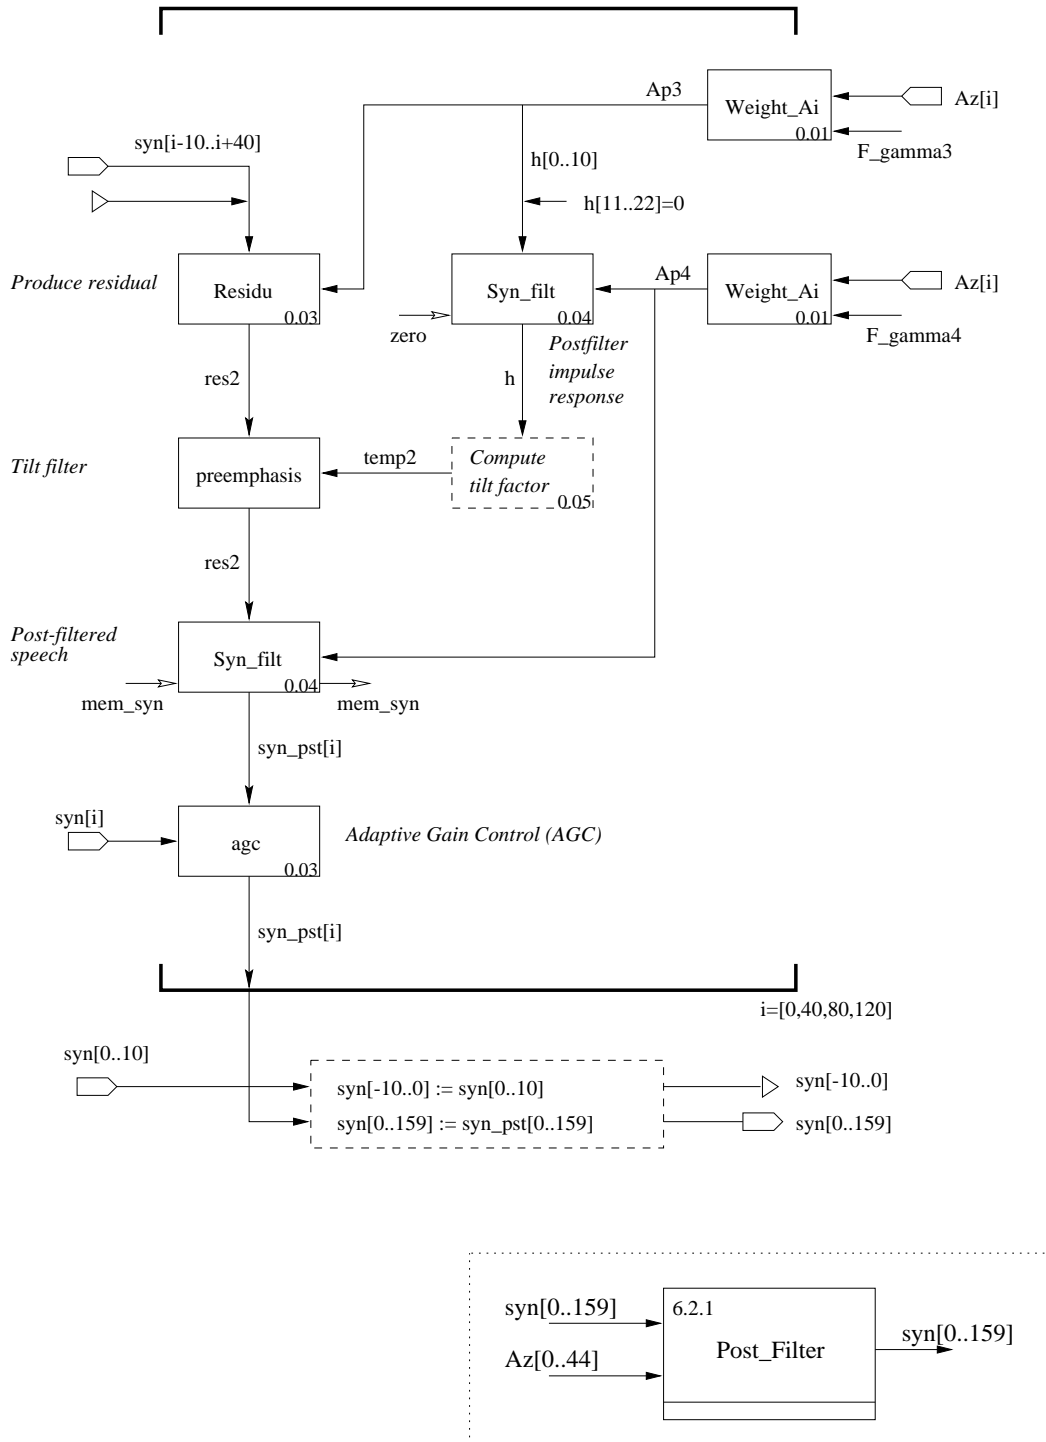 Ap3
Weight_Ai
0.01
Az[i]
F_gamma3
syn[i-10..i+40]
h[0..10]
h[11..22]=0
Produce residual
Residu
0.03
Syn_filt
0.04
zero
Ap4
Weight_Ai
0.01
Az[i]
F_gamma4
Postfilter
impulse
response
res2
h
Tilt filter
preemphasis
temp2
Compute
tilt factor
0.05
res2
Post-filtered
speech
Syn_filt
0.04
mem_syn
mem_syn
syn_pst[i]
syn[i]
agc
0.03
Adaptive Gain Control (AGC)
syn_pst[i]
i=[0,40,80,120]
syn[0..10]
syn[-10..0] := syn[0..10]
syn[-10..0]
syn[0..159] := syn_pst[0..159]
syn[0..159]
syn[0..159]
6.2.1
Post_Filter
syn[0..159]
Az[0..44]